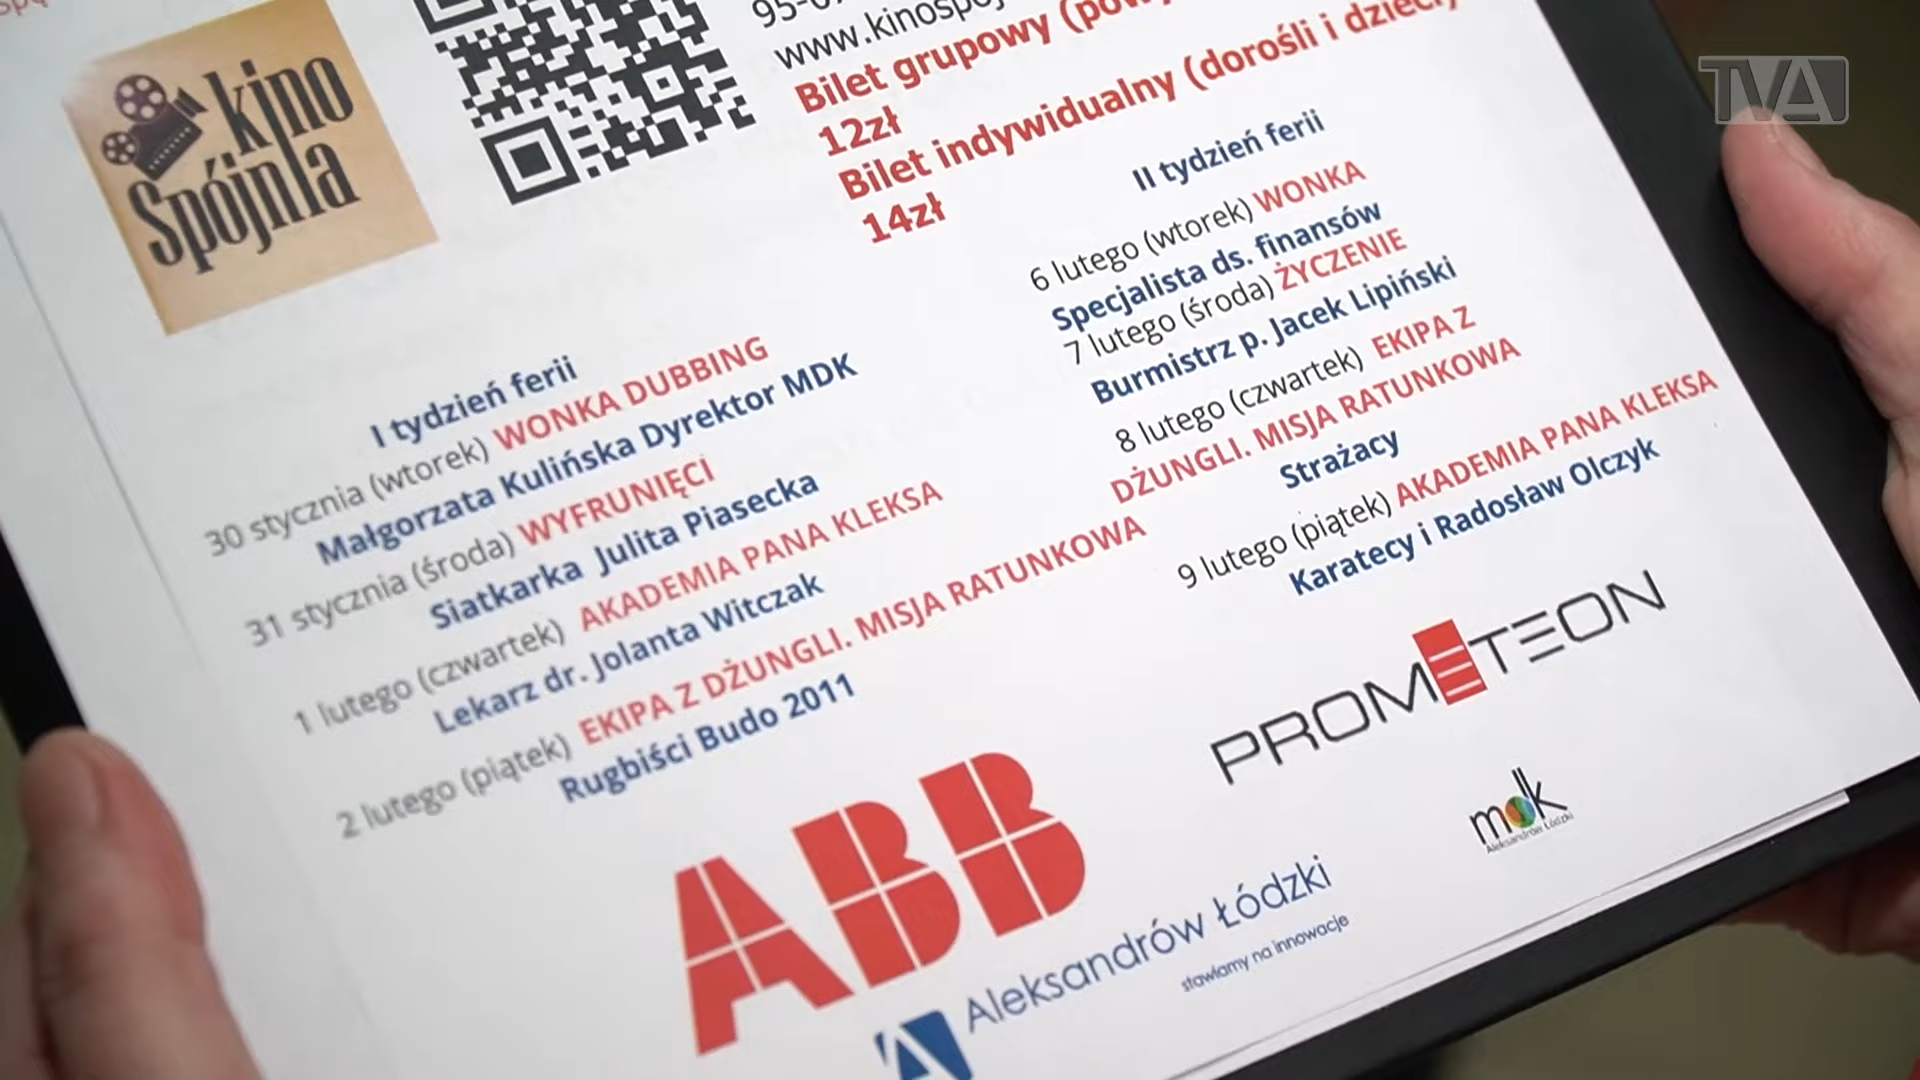 kino
Spójnia
www.kinospój
Bilet grupowy
12zł
Bilet indywidualny (dorośli i dzieci)
14zł
I tydzień ferii
30 stycznia (wtorek) WONKA DUBBING
Małgorzata Kulińska Dyrektor MDK
31 stycznia (środa) WYFRUNIĘCI
Siatkarka Julita Piasecka
1 lutego (czwartek) AKADEMIA PANA KLEKSA
Lekarz dr. Jolanta Witczak
2 lutego (piątek) EKIPA Z DŻUNGLI. MISJA RATUNKOWA
Rugbiści Budo 2011
II tydzień ferii
6 lutego (wtorek) WONKA
Specjalista ds. finansów
7 lutego (środa) ŻYCZENIE
Burmistrz p. Jacek Lipiński
8 lutego (czwartek) EKIPA Z
DŻUNGLI. MISJA RATUNKOWA
Strażacy
9 lutego (piątek) AKADEMIA PANA KLEKSA
Karatecy i Radosław Olczyk
PROMETEON
ABB
mdk
Aleksandrów Łódzki
Aleksandrów Łódzki
stawiamy na innowacje
TVA